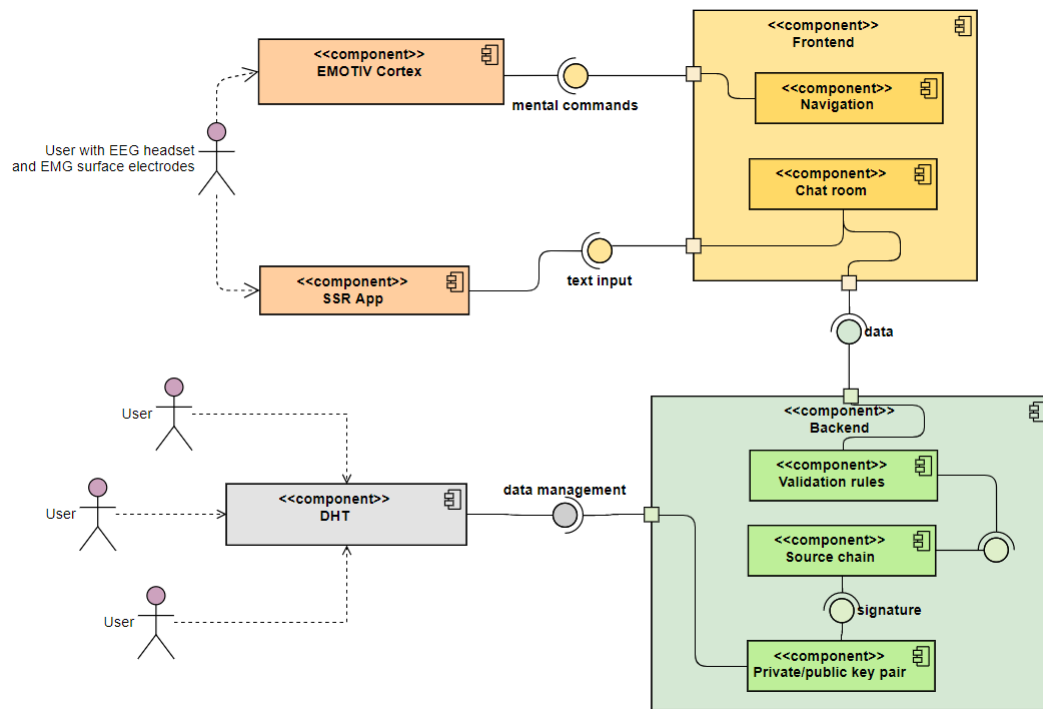 <<component>>
Frontend
<<component>>
EMOTIV Cortex
mental commands
<<component>>
Navigation
User with EEG headset
and EMG surface electrodes
<<component>>
Chat room
<<component>>
SSR App
text input
data
User
<<component>>
Backend
<<component>>
Validation rules
<<component>>
DHT
data management
User
<<component>>
Source chain
signature
User
<<component>>
Private/public key pair